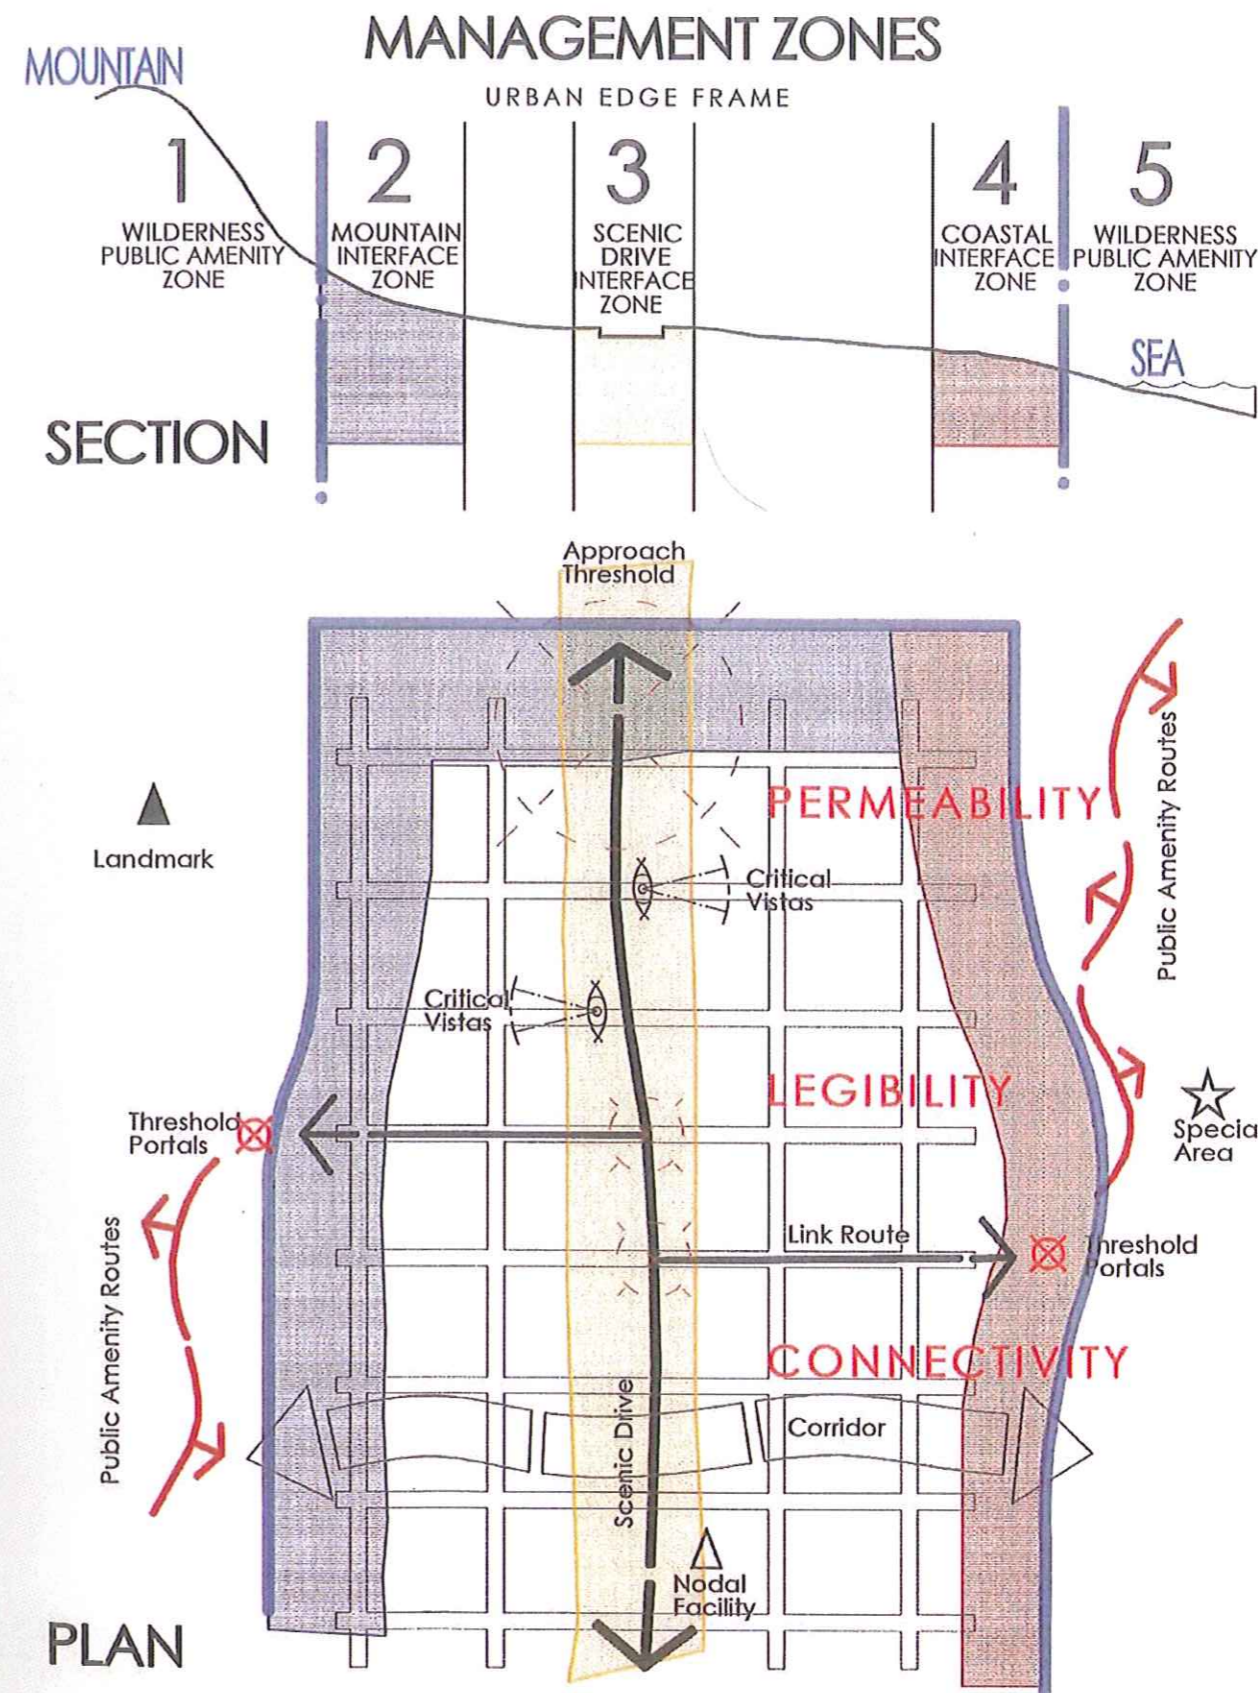 MANAGEMENT ZONES
MOUNTAIN
URBAN EDGE FRAME
1
WILDERNESS
PUBLIC AMENITY
ZONE
2
MOUNTAIN
INTERFACE
ZONE
3
SCENIC
DRIVE
INTERFACE
ZONE
4
COASTAL
INTERFACE
ZONE
5
WILDERNESS
PUBLIC AMENITY
ZONE
SEA
SECTION
Approach
Threshold
PERMEABILITY
Public Amenity Routes
Landmark
Critical
Vistas
Critical
Vistas
LEGIBILITY
Threshold
Portals
Specia
Area
Link Route
Threshold
Portals
Public Amenity Routes
CONNECTIVITY
Scenic Drive
Corridor
Nodal
Facility
PLAN